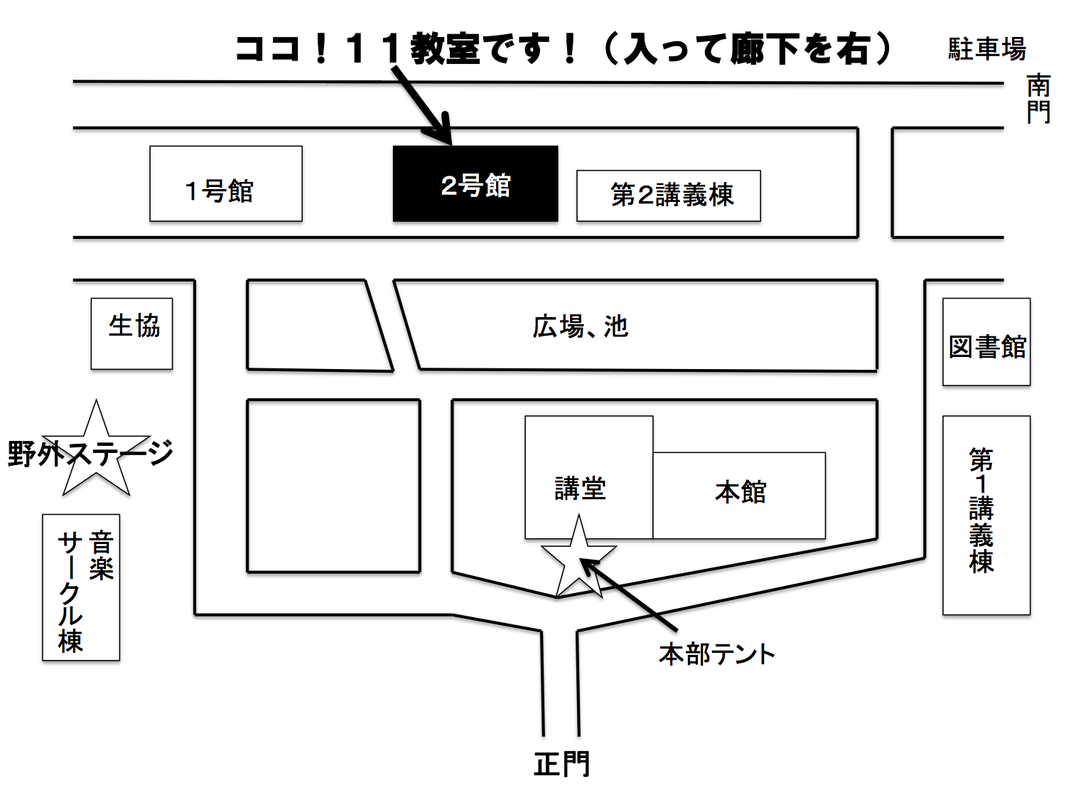 ココ！１１教室です！（入って廊下を右）
駐車場
南門
１号館
２号館
第２講義棟
生協
広場、池
図書館
野外ステージ
講堂
本館
第１講義棟
音楽
サークル棟
本部テント
正門